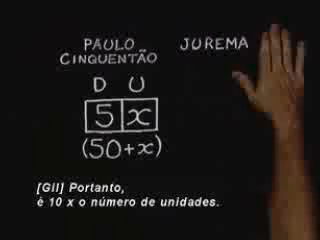 PAULO JUREMA
CINQUENTÃO
D U
5 x
(50+x)
[Gil] Portanto,
é 10 x o número de unidades.